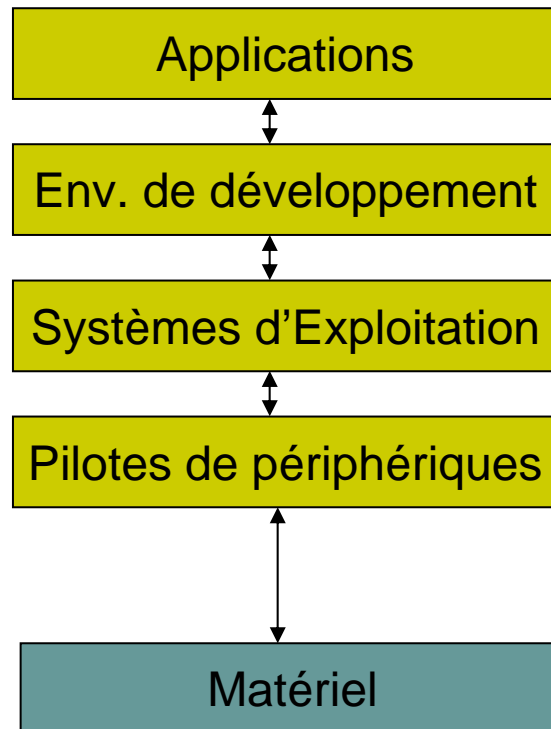 Applications
Env. de développement
Systèmes d’Exploitation
Pilotes de périphériques
Matériel